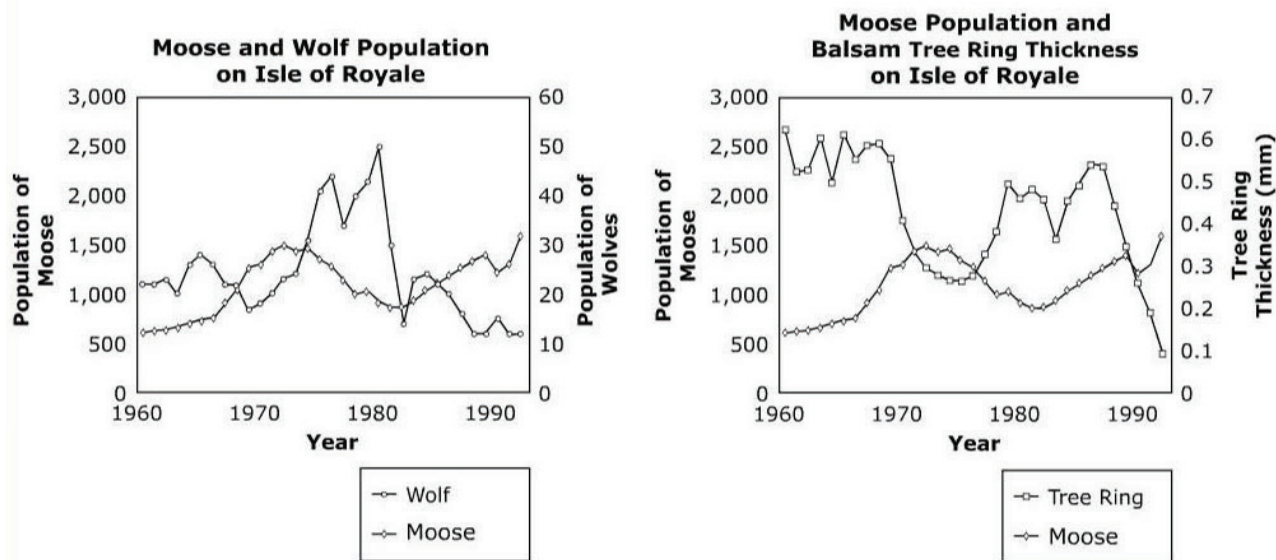 Moose and Wolf Population
on Isle of Royale
3,000
2,500
2,000
1,500
1,000
500
0
Population of
Moose
60
50
40
30
20
10
0
Population of
Wolves
1960
1970
1980
1990
Year
Wolf
Moose
Moose Population and
Balsam Tree Ring Thickness
on Isle of Royale
3,000
2,500
2,000
1,500
1,000
500
0
Population of
Moose
0.7
0.6
0.5
0.4
0.3
0.2
0.1
0
Tree Ring
Thickness (mm)
1960
1970
1980
1990
Year
Tree Ring
Moose